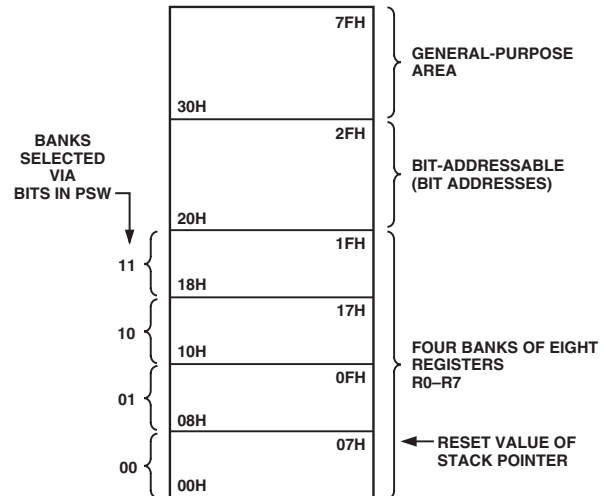 7FH
GENERAL-PURPOSE
AREA
30H
BANKS
SELECTED
VIA
BITS IN PSW
2FH
BIT-ADDRESSABLE
(BIT ADDRESSES)
20H
11
1FH
18H
10
17H
10H
FOUR BANKS OF EIGHT
REGISTERS
R0–R7
01
0FH
08H
00
07H
00H
RESET VALUE OF
STACK POINTER